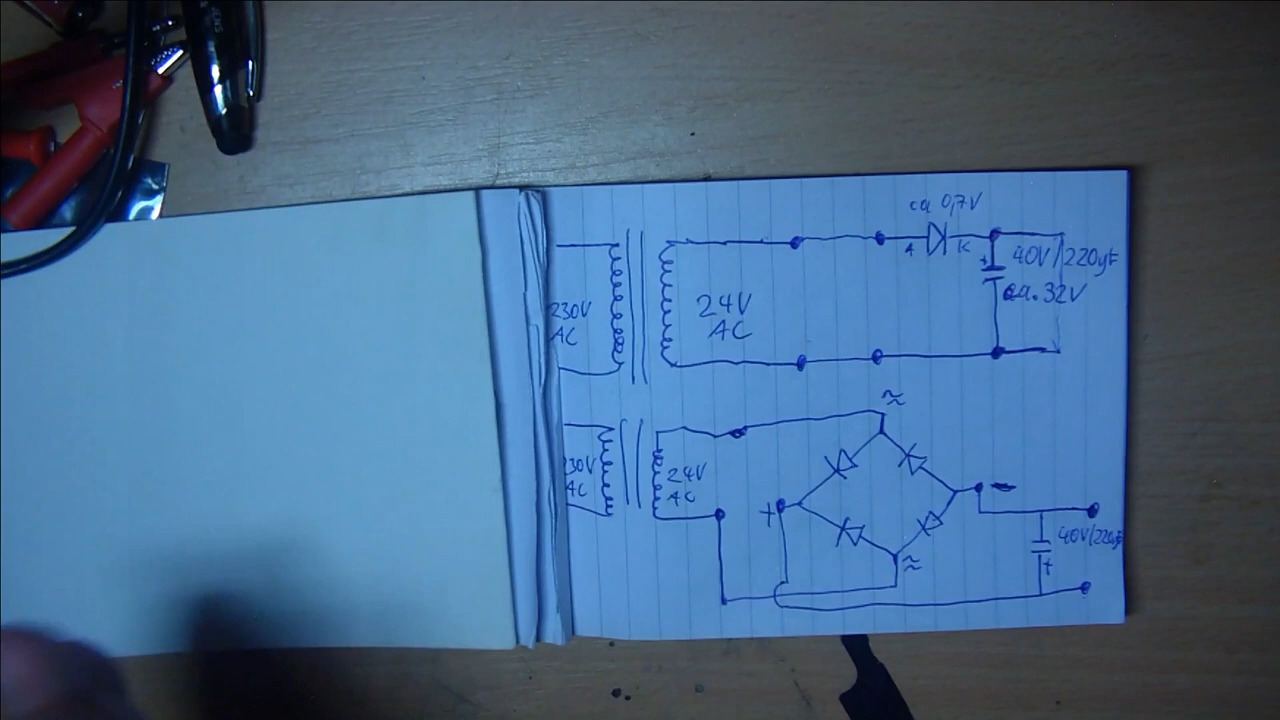 ca 0,7V
A K
+ 40V/220µF
ca. 32V
230V
AC
24V
AC
≈
230V
AC
24V
AC
+
-
≈
40V/220µF
+